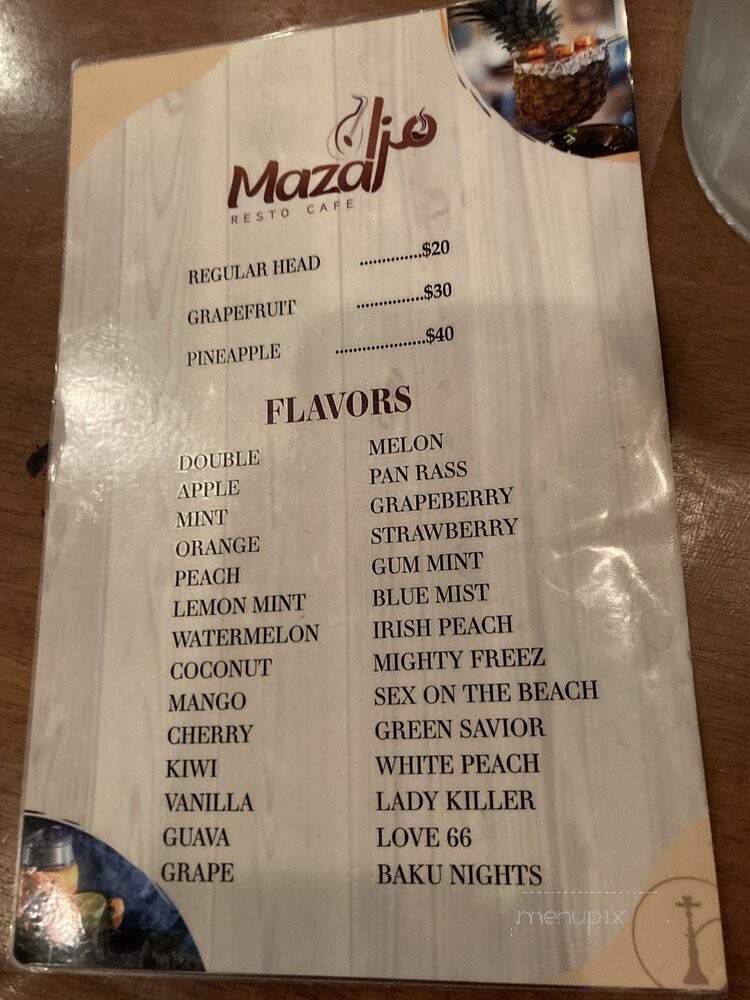 مزاج
Mazaj
RESTO CAFE
REGULAR HEAD ..............$20
GRAPEFRUIT ...............$30
PINEAPPLE ....................$40
FLAVORS
DOUBLE
APPLE
MINT
ORANGE
PEACH
LEMON MINT
WATERMELON
COCONUT
MANGO
CHERRY
KIWI
VANILLA
GUAVA
GRAPE
MELON
PAN RASS
GRAPEBERRY
STRAWBERRY
GUM MINT
BLUE MIST
IRISH PEACH
MIGHTY FREEZ
SEX ON THE BEACH
GREEN SAVIOR
WHITE PEACH
LADY KILLER
LOVE 66
BAKU NIGHTS
menupix